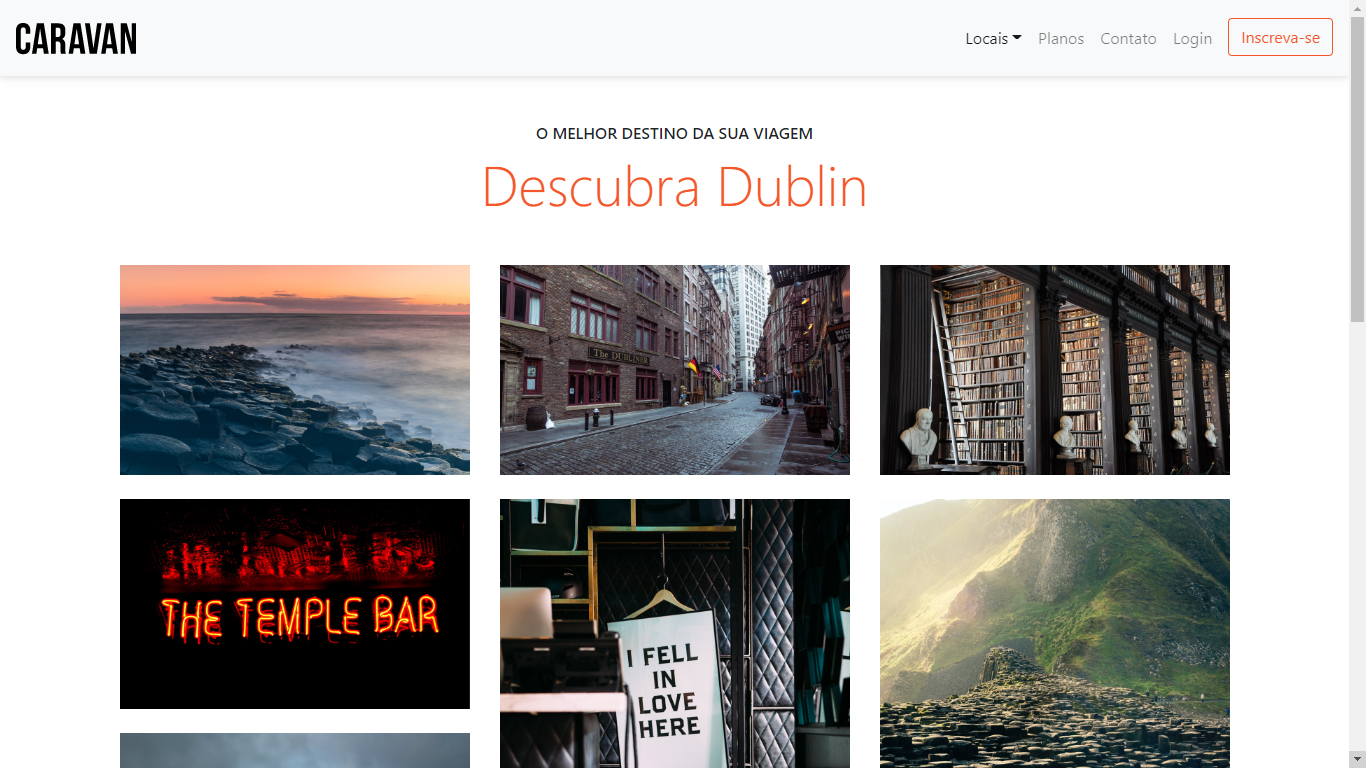 CARAVAN
Locais
Planos
Contato
Login
Inscreva-se
O MELHOR DESTINO DA SUA VIAGEM
Descubra Dublin
The DUBLINER
THE TEMPLE BAR
I FELL
IN
LOVE
HERE